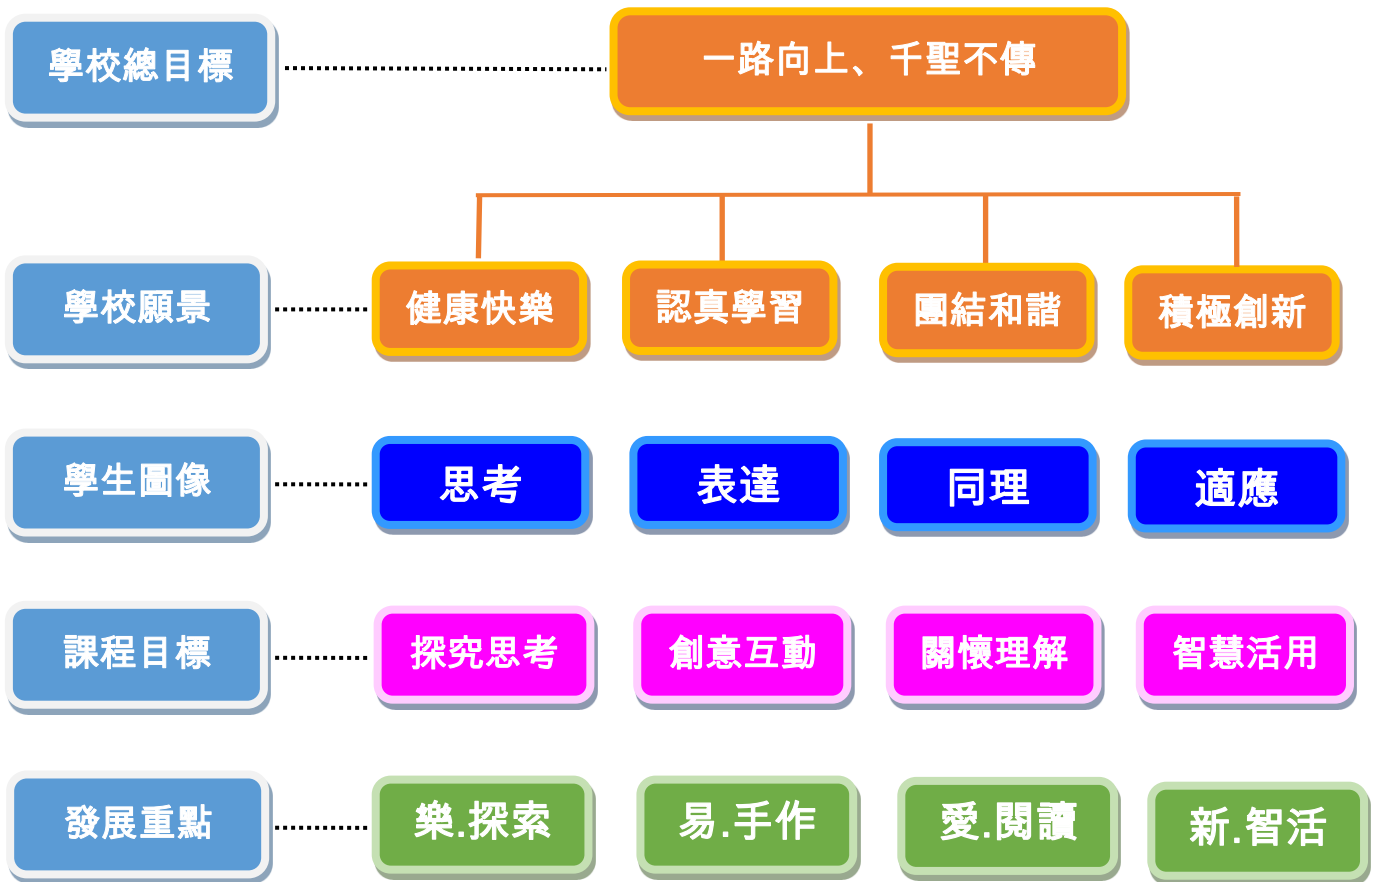 學校總目標
一路向上、千聖不傳
學校願景
健康快樂
認真學習
團結和諧
積極創新
學生圖像
思考
表達
同理
適應
課程目標
探究思考
創意互動
關懷理解
智慧活用
發展重點
樂.探索
易.手作
愛.閱讀
新.智活